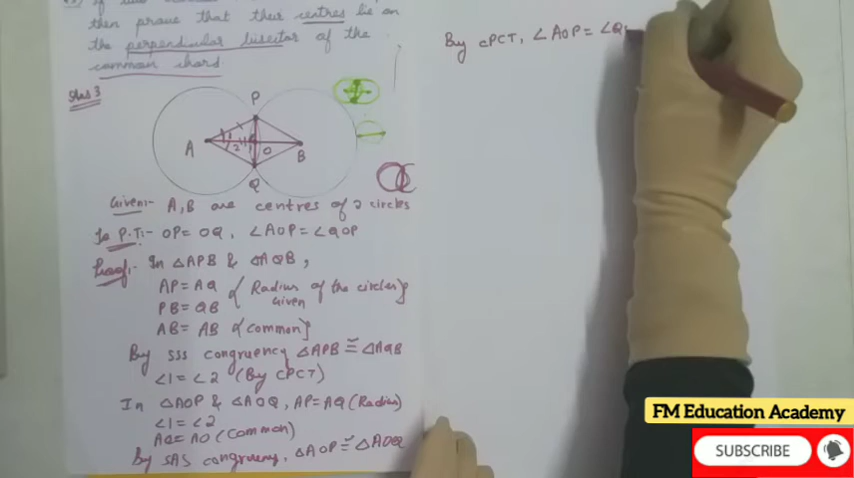 then prove that their centres lie on
the perpendicular bisector of the
common chord.
Ans 3
P
A
1
2
O
B
Q
Given:- A, B are centres of 2 circles
To P.T:- OP = OQ, ∠AOP = ∠QOP
Proof:- In △APB & △AQB,
AP = AQ { Radius of the circles }
Given
PB = QB
AB = AB {Common}
By SSS congruency △APB ≅ △AQB
∠1 = ∠2 (By CPCT)
In △AOP & △AOQ, AP = AQ (Radius)
∠1 = ∠2
AO = AO (Common)
By SAS congruency, △AOP ≅ △AOQ
By CPCT, ∠AOP = ∠Q
FM Education Academy
SUBSCRIBE